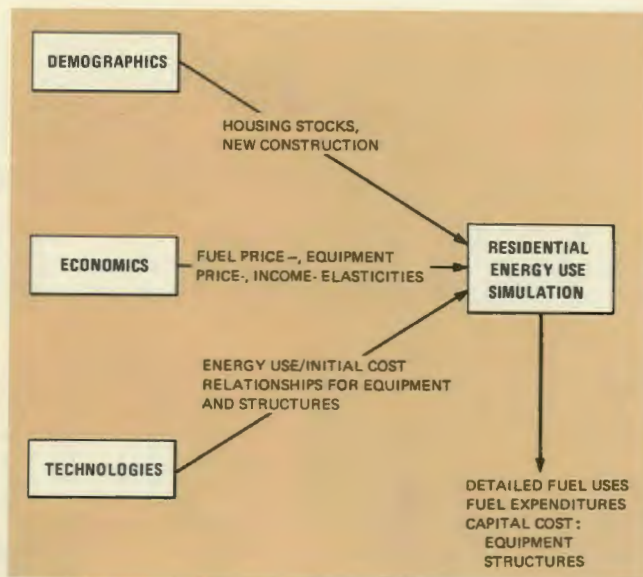 DEMOGRAPHICS
HOUSING STOCKS,
NEW CONSTRUCTION
ECONOMICS
FUEL PRICE–, EQUIPMENT
PRICE-, INCOME- ELASTICITIES
RESIDENTIAL
ENERGY USE
SIMULATION
ENERGY USE/INITIAL COST
RELATIONSHIPS FOR EQUIPMENT
AND STRUCTURES
TECHNOLOGIES
DETAILED FUEL USES
FUEL EXPENDITURES
CAPITAL COST:
EQUIPMENT
STRUCTURES